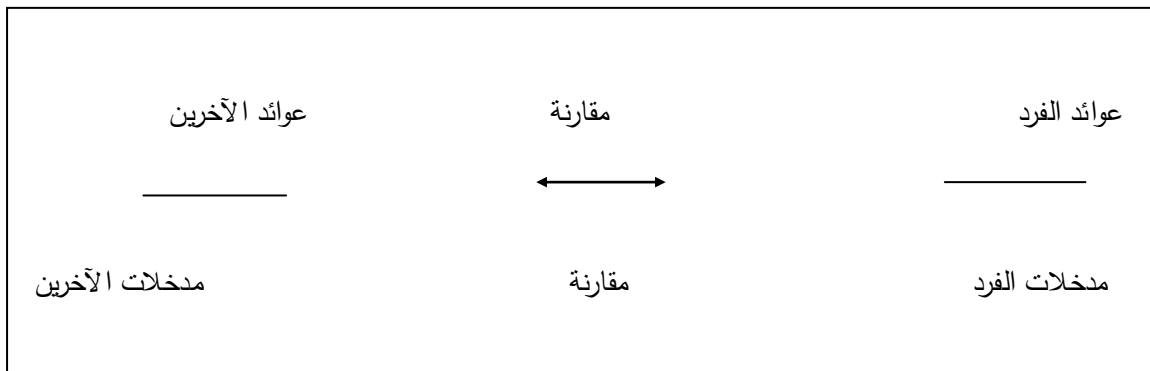 عوائد الفرد مقارنة عوائد الآخرين
مدخلات الفرد مقارنة مدخلات الآخرين